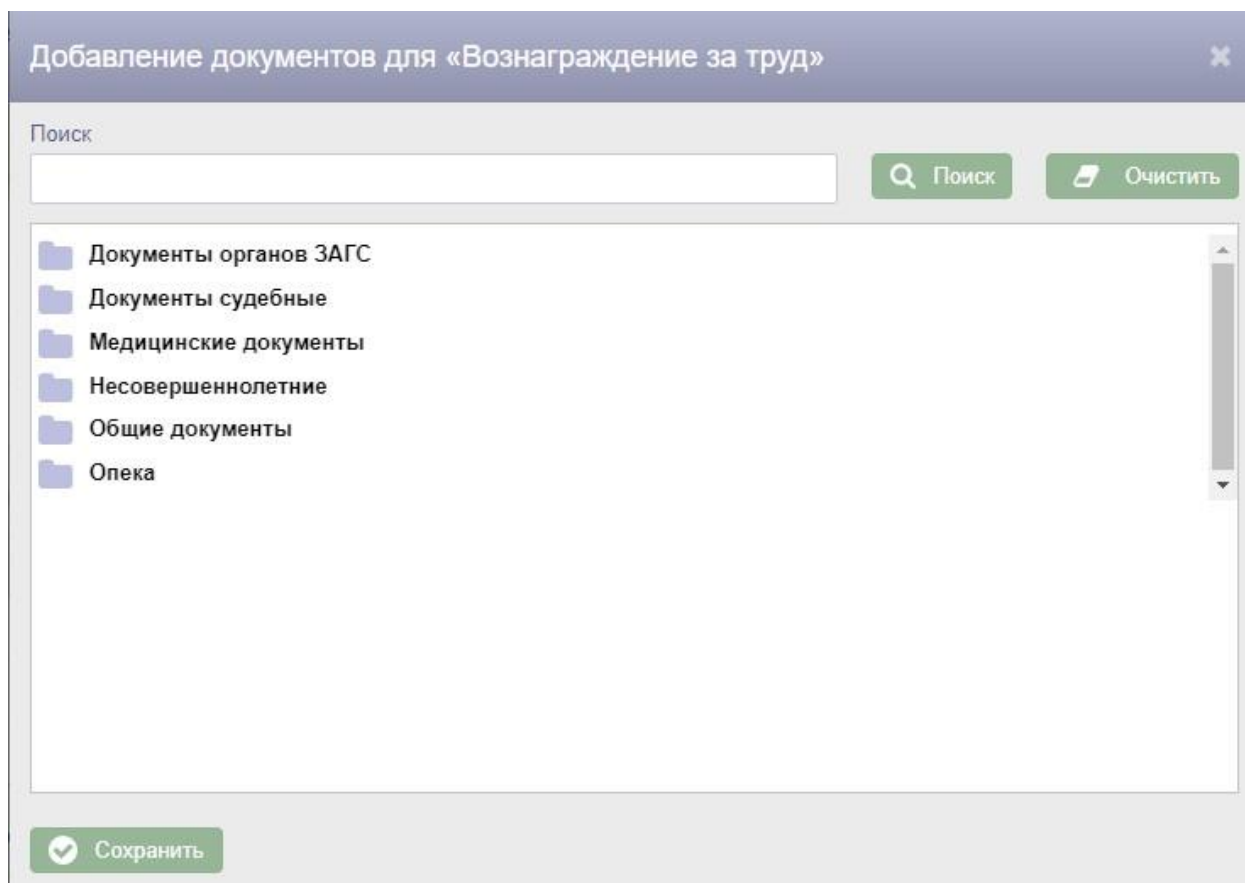 Добавление документов для «Вознаграждение за труд»
Поиск
Поиск
Очистить
Документы органов ЗАГС
Документы судебные
Медицинские документы
Несовершеннолетние
Общие документы
Опека
Сохранить